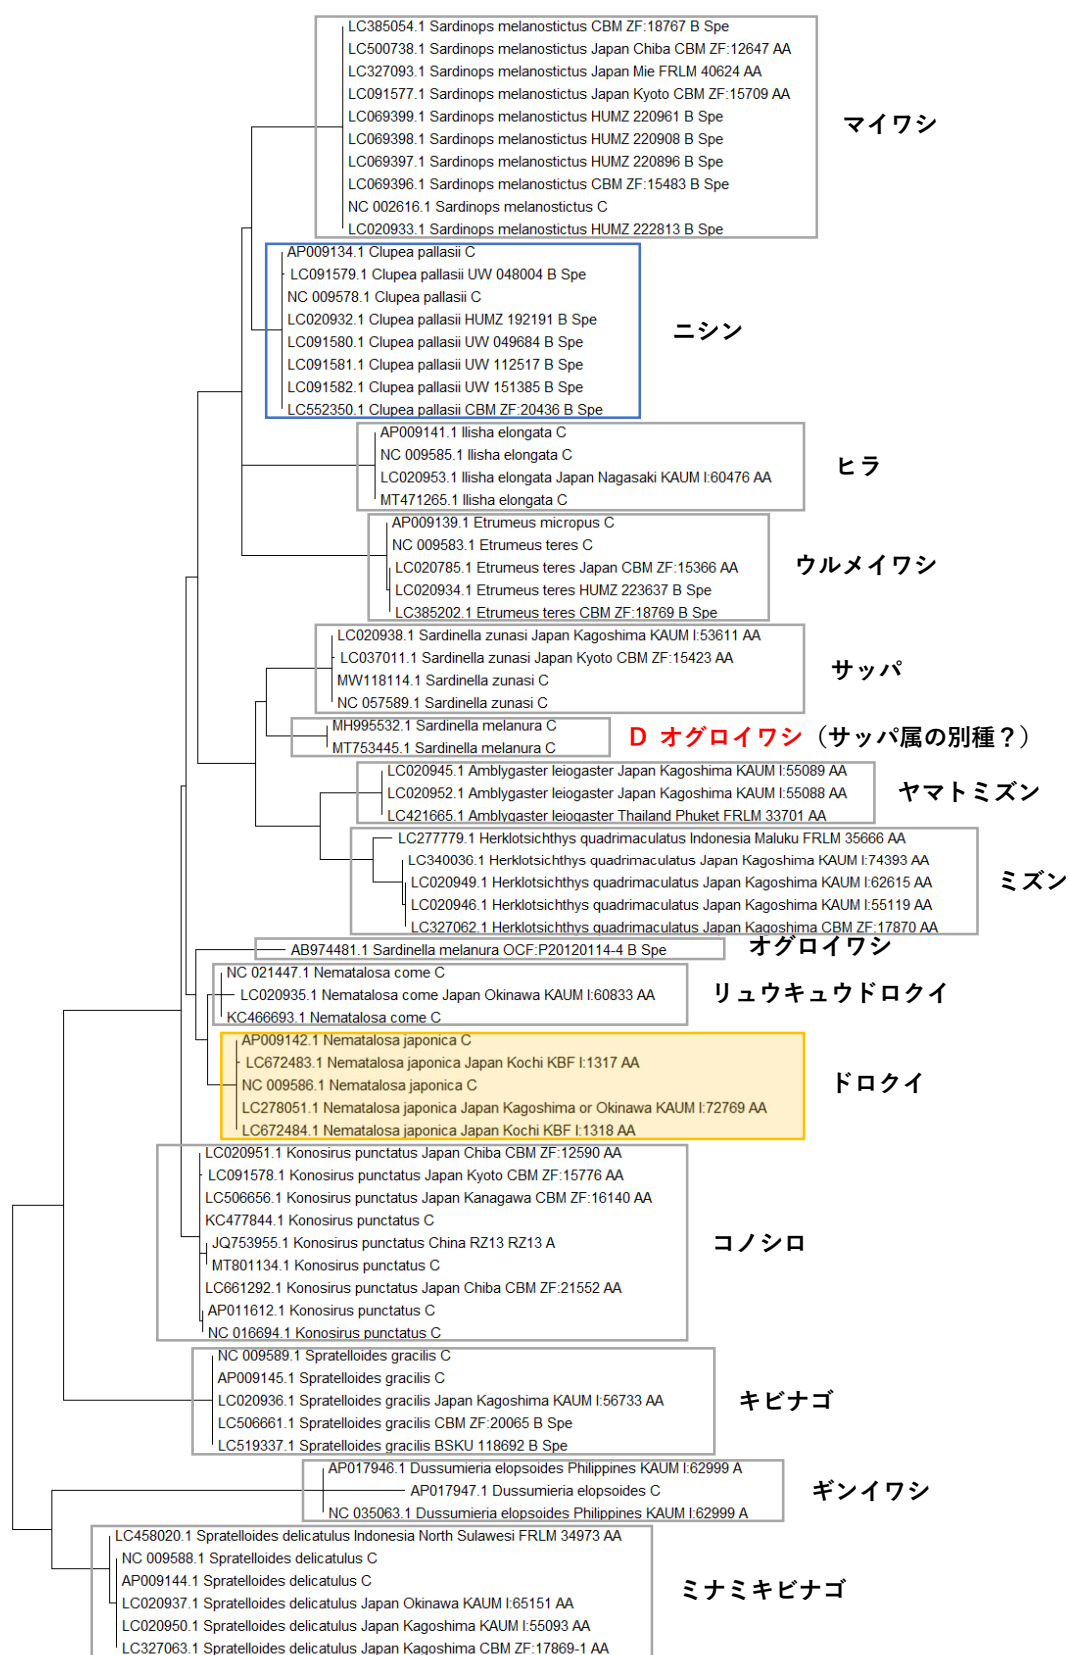 LC385054.1 Sardinops melanostictus CBM ZF:18767 B Spe
LC500738.1 Sardinops melanostictus Japan Chiba CBM ZF:12647 AA
LC327093.1 Sardinops melanostictus Japan Mie FRLM 40624 AA
LC091577.1 Sardinops melanostictus Japan Kyoto CBM ZF:15709 AA
LC069399.1 Sardinops melanostictus HUMZ 220961 B Spe
マイワシ
LC069398.1 Sardinops melanostictus HUMZ 220908 B Spe
LC069397.1 Sardinops melanostictus HUMZ 220896 B Spe
LC069396.1 Sardinops melanostictus CBM ZF:15483 B Spe
NC 002616.1 Sardinops melanostictus C
LC020933.1 Sardinops melanostictus HUMZ 222813 B Spe
AP009134.1 Clupea pallasii C
LC091579.1 Clupea pallasii UW 048004 B Spe
NC 009578.1 Clupea pallasii C
LC020932.1 Clupea pallasii HUMZ 192191 B Spe
ニシン
LC091580.1 Clupea pallasii UW 049684 B Spe
LC091581.1 Clupea pallasii UW 112517 B Spe
LC091582.1 Clupea pallasii UW 151385 B Spe
LC552350.1 Clupea pallasii CBM ZF:20436 B Spe
AP009141.1 Ilisha elongata C
NC 009585.1 Ilisha elongata C
ヒラ
LC020953.1 Ilisha elongata Japan Nagasaki KAUM I:60476 AA
MT471265.1 Ilisha elongata C
AP009139.1 Etrumeus micropus C
NC 009583.1 Etrumeus teres C
LC020785.1 Etrumeus teres Japan CBM ZF:15366 AA
ウルメイワシ
LC020934.1 Etrumeus teres HUMZ 223637 B Spe
LC385202.1 Etrumeus teres CBM ZF:18769 B Spe
LC020938.1 Sardinella zunasi Japan Kagoshima KAUM I:53611 AA
LC037011.1 Sardinella zunasi Japan Kyoto CBM ZF:15423 AA
サッパ
MW118114.1 Sardinella zunasi C
NC 057589.1 Sardinella zunasi C
MH995532.1 Sardinella melanura C
D オグロイワシ（サッパ属の別種？）
MT753445.1 Sardinella melanura C
LC020945.1 Amblygaster leiogaster Japan Kagoshima KAUM I:55089 AA
LC020952.1 Amblygaster leiogaster Japan Kagoshima KAUM I:55088 AA
ヤマトミズン
LC421665.1 Amblygaster leiogaster Thailand Phuket FRLM 33701 AA
LC277779.1 Herklotsichthys quadrimaculatus Indonesia Maluku FRLM 35666 AA
LC340036.1 Herklotsichthys quadrimaculatus Japan Kagoshima KAUM I:74393 AA
LC020949.1 Herklotsichthys quadrimaculatus Japan Kagoshima KAUM I:62615 AA
ミズン
LC020946.1 Herklotsichthys quadrimaculatus Japan Kagoshima KAUM I:55119 AA
LC327062.1 Herklotsichthys quadrimaculatus Japan Kagoshima CBM ZF:17870 AA
オグロイワシ
AB974481.1 Sardinella melanura OCF:P20120114-4 B Spe
NC 021447.1 Nematalosa come C
LC020935.1 Nematalosa come Japan Okinawa KAUM I:60833 AA
リュウキュウドロクイ
KC466693.1 Nematalosa come C
AP009142.1 Nematalosa japonica C
LC672483.1 Nematalosa japonica Japan Kochi KBF I:1317 AA
NC 009586.1 Nematalosa japonica C
ドロクイ
LC278051.1 Nematalosa japonica Japan Kagoshima or Okinawa KAUM I:72769 AA
LC672484.1 Nematalosa japonica Japan Kochi KBF I:1318 AA
LC020951.1 Konosirus punctatus Japan Chiba CBM ZF:12590 AA
LC091578.1 Konosirus punctatus Japan Kyoto CBM ZF:15776 AA
LC506656.1 Konosirus punctatus Japan Kanagawa CBM ZF:16140 AA
KC477844.1 Konosirus punctatus C
JQ753955.1 Konosirus punctatus China RZ13 RZ13 A
コノシロ
MT801134.1 Konosirus punctatus C
LC661292.1 Konosirus punctatus Japan Chiba CBM ZF:21552 AA
AP011612.1 Konosirus punctatus C
NC 016694.1 Konosirus punctatus C
NC 009589.1 Spratelloides gracilis C
AP009145.1 Spratelloides gracilis C
LC020936.1 Spratelloides gracilis Japan Kagoshima KAUM I:56733 AA
キビナゴ
LC506661.1 Spratelloides gracilis CBM ZF:20065 B Spe
LC519337.1 Spratelloides gracilis BSKU 118692 B Spe
AP017946.1 Dussumieria elopsoides Philippines KAUM I:62999 A
AP017947.1 Dussumieria elopsoides C
ギンイワシ
NC 035063.1 Dussumieria elopsoides Philippines KAUM I:62999 A
LC458020.1 Spratelloides delicatulus Indonesia North Sulawesi FRLM 34973 AA
NC 009588.1 Spratelloides delicatulus C
AP009144.1 Spratelloides delicatulus C
ミナミキビナゴ
LC020937.1 Spratelloides delicatulus Japan Okinawa KAUM I:65151 AA
LC020950.1 Spratelloides delicatulus Japan Kagoshima KAUM I:55093 AA
LC327063.1 Spratelloides delicatulus Japan Kagoshima CBM ZF:17869-1 AA